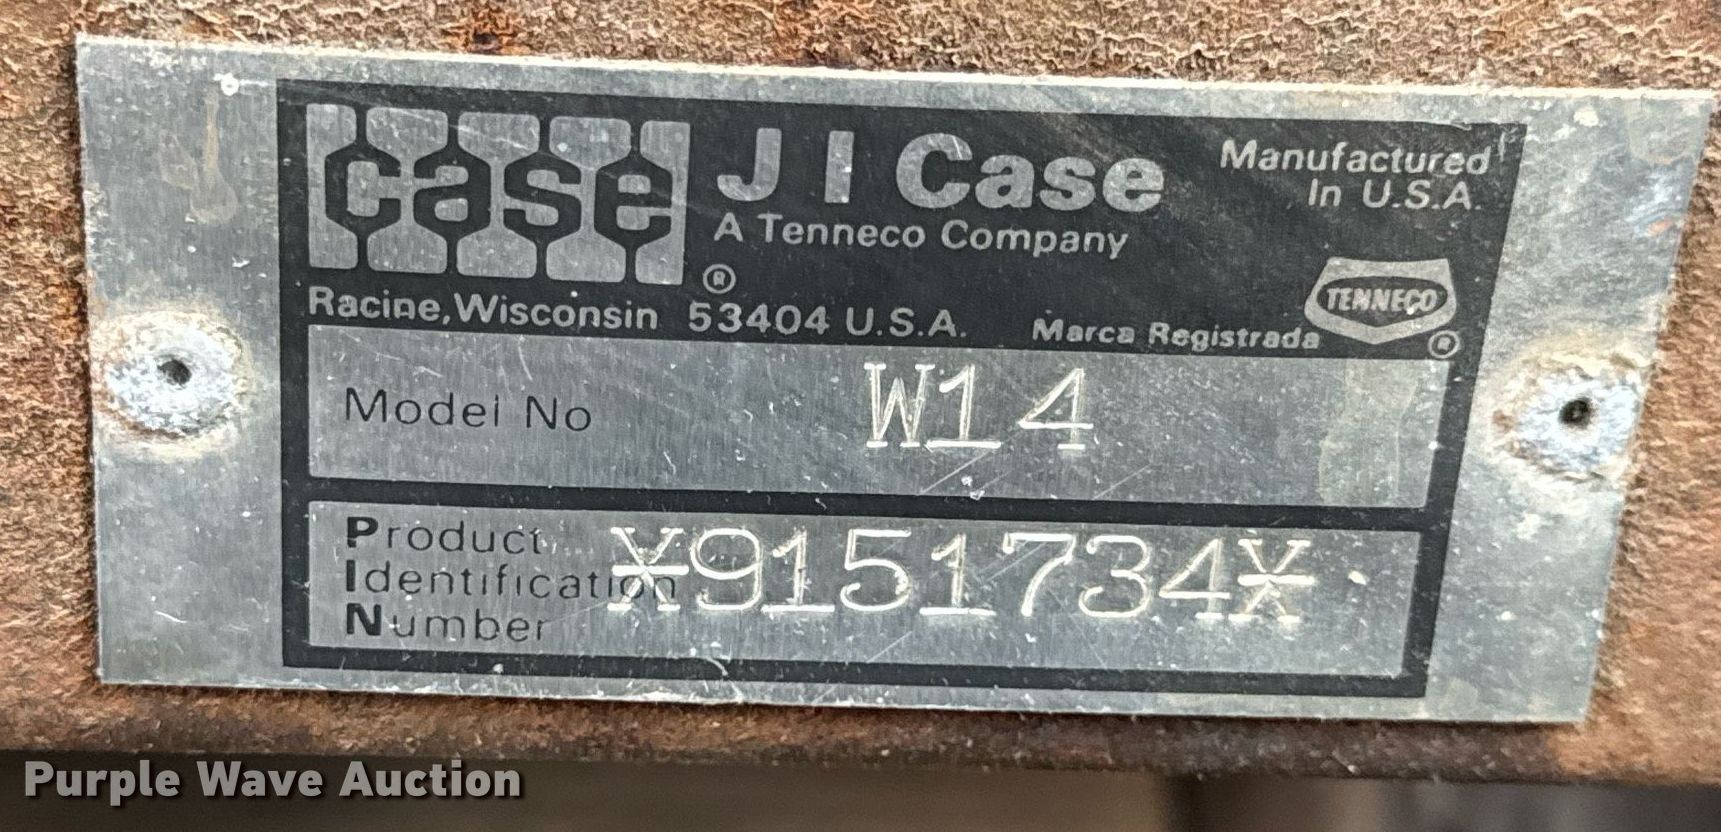 case
J I Case
A Tenneco Company
Manufactured
In U.S.A.
®
Racine, Wisconsin 53404 U.S.A.
Marca Registrada
TENNECO
®
Model No W14
Product
Identification
Number
*9151734*
Purple Wave Auction